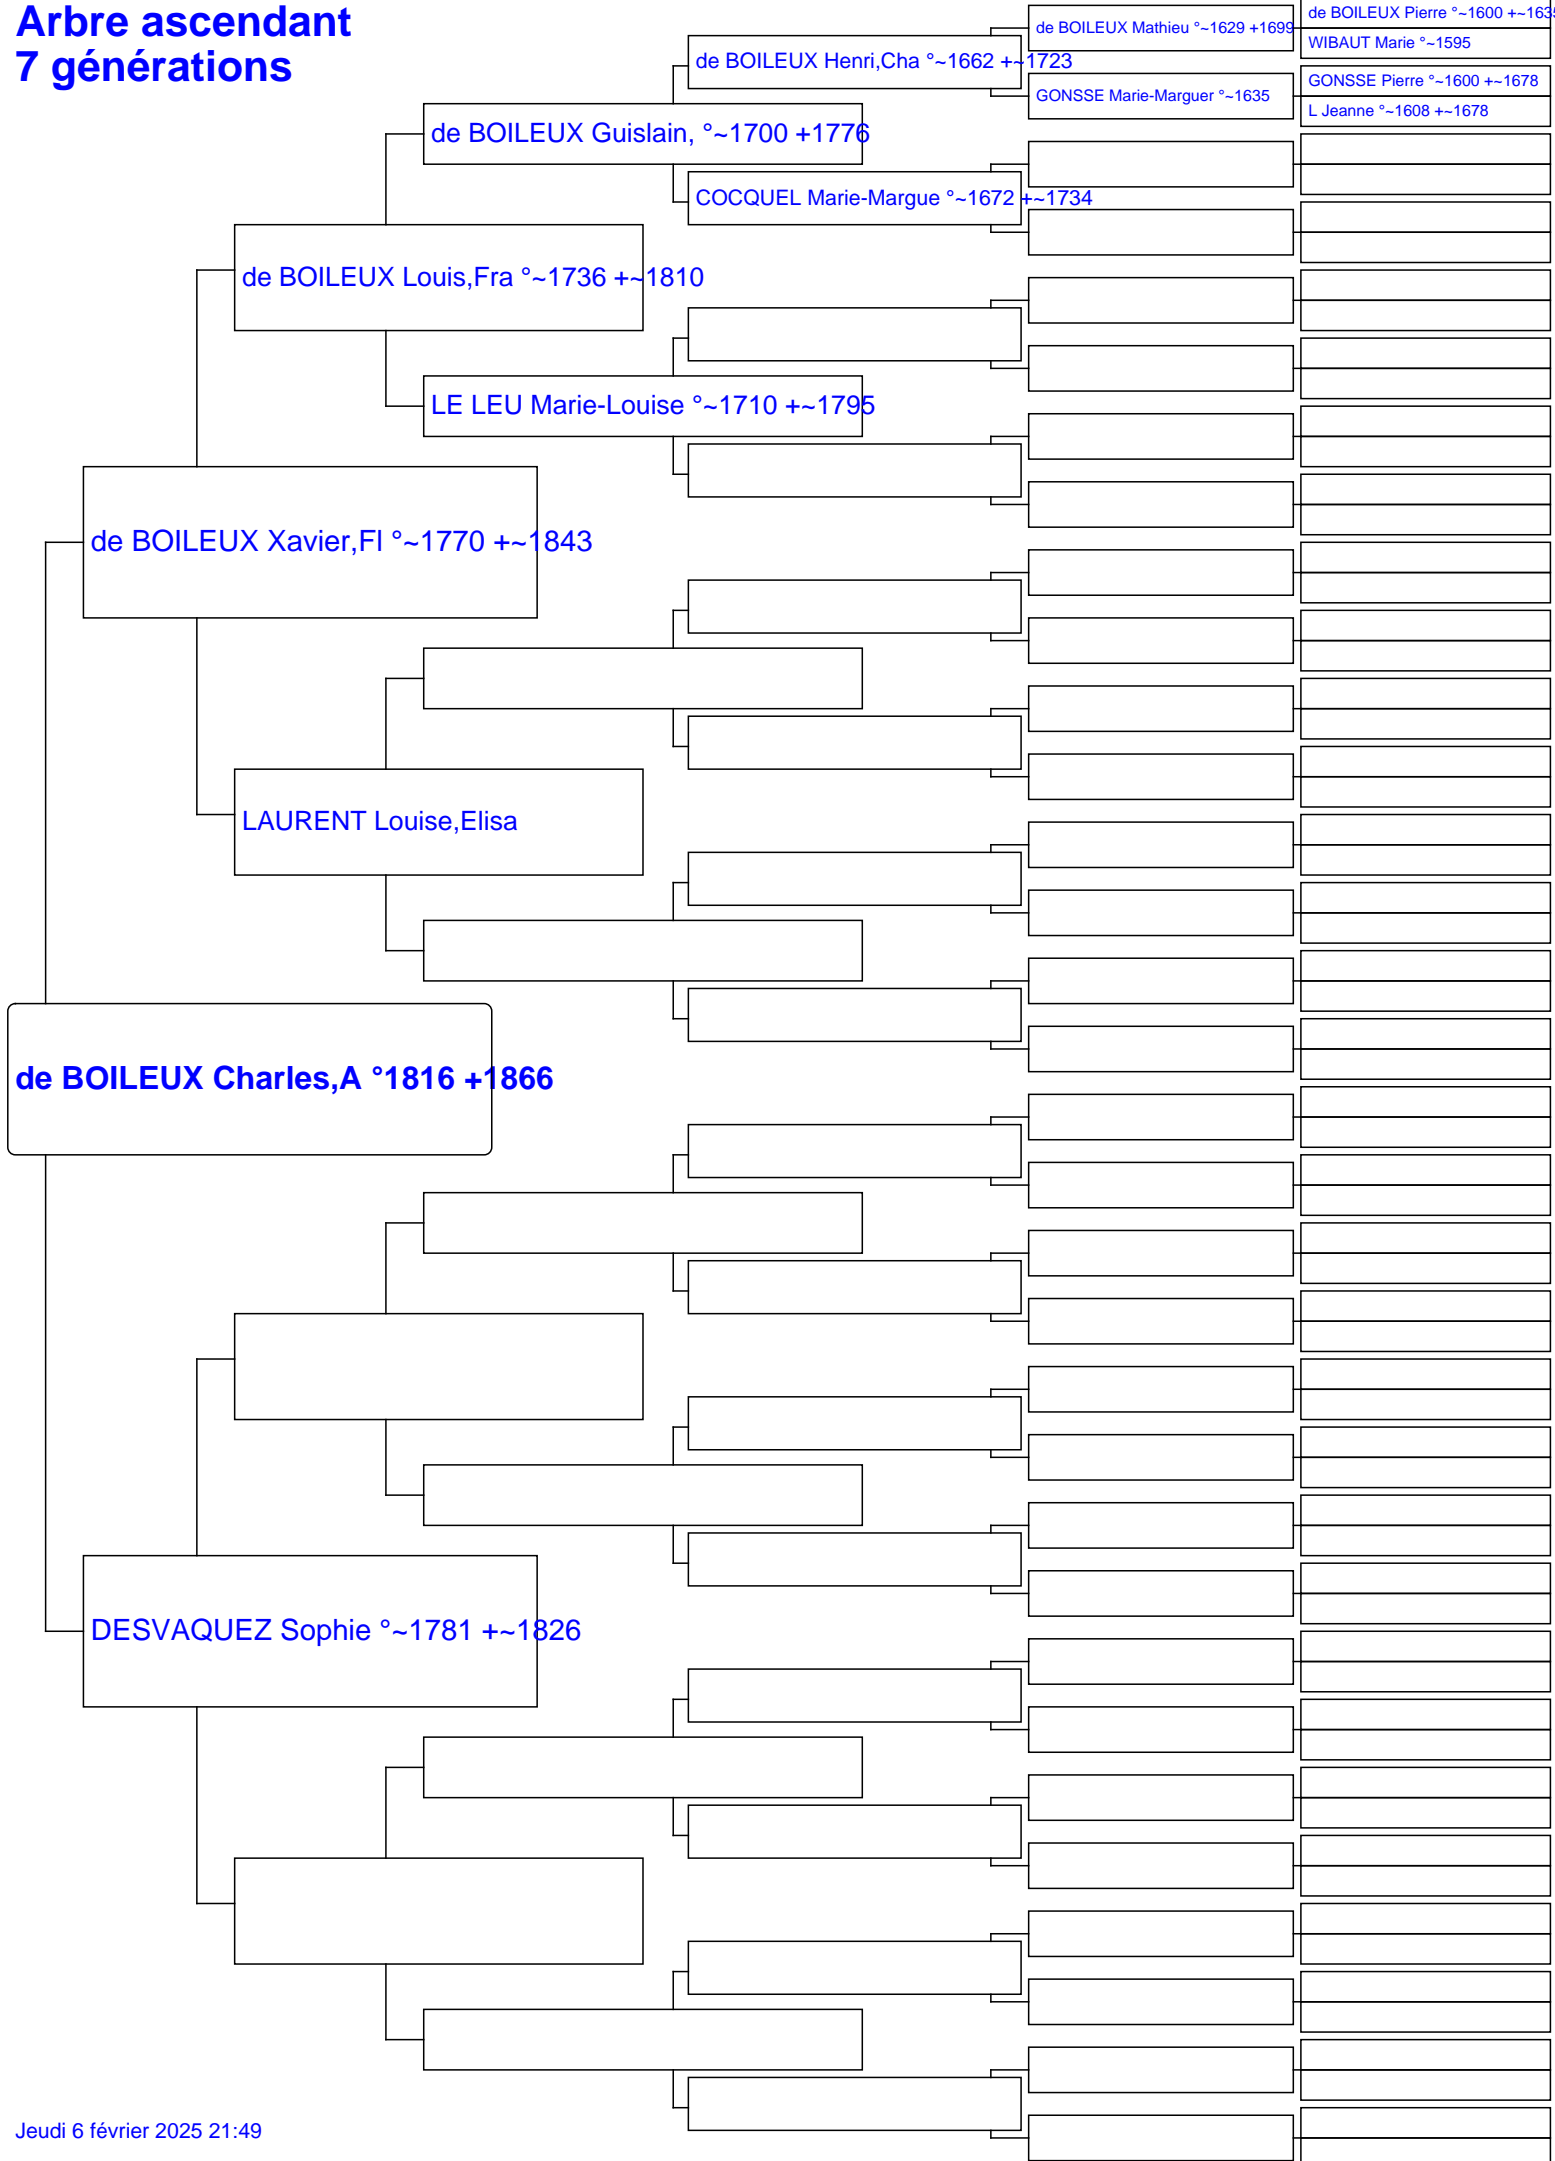 Arbre ascendant
7 générations
de BOILEUX Mathieu °~1629 +1699
de BOILEUX Pierre °~1600 +~1635
WIBAUT Marie °~1595
de BOILEUX Henri,Cha °~1662 +~1723
GONSSE Marie-Marguer °~1635
GONSSE Pierre °~1600 +~1678
L Jeanne °~1608 +~1678
de BOILEUX Guislain, °~1700 +1776
COCQUEL Marie-Margue °~1672 +~1734
de BOILEUX Louis,Fra °~1736 +~1810
LE LEU Marie-Louise °~1710 +~1795
de BOILEUX Xavier,Fl °~1770 +~1843
LAURENT Louise,Elisa
de BOILEUX Charles,A °1816 +1866
DESVAQUEZ Sophie °~1781 +~1826
Jeudi 6 février 2025 21:49